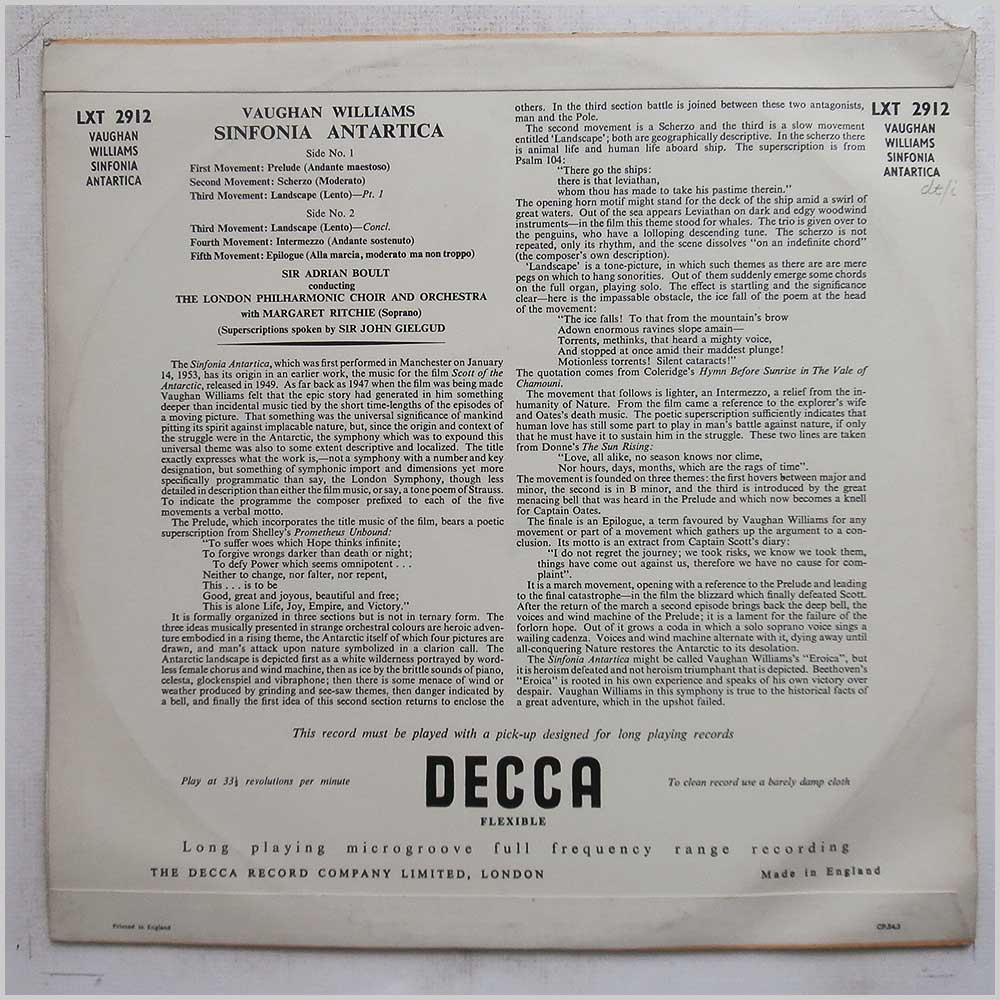 LXT 2912
VAUGHAN
WILLIAMS
SINFONIA
ANTARTICA
VAUGHAN WILLIAMS
SINFONIA ANTARTICA
Side No. 1
First Movement: Prelude (Andante maestoso)
Second Movement: Scherzo (Moderato)
Third Movement: Landscape (Lento)—Pt. 1
Side No. 2
Third Movement: Landscape (Lento)—Concl.
Fourth Movement: Intermezzo (Andante sostenuto)
Fifth Movement: Epilogue (Alla marcia, moderato ma non troppo)
SIR ADRIAN BOULT
conducting
THE LONDON PHILHARMONIC CHOIR AND ORCHESTRA
with MARGARET RITCHIE (Soprano)
(Superscriptions spoken by SIR JOHN GIELGUD
The Sinfonia Antartica, which was first performed in Manchester on January
14, 1953, has its origin in an earlier work, the music for the film Scott of the
Antarctic, released in 1949. As far back as 1947 when the film was being made
Vaughan Williams felt that the epic story had generated in him something
deeper than incidental music tied by the short time-lengths of the episodes of
a moving picture. That something was the universal significance of mankind
pitting its spirit against implacable nature, but, since the origin and context of
the struggle were in the Antarctic, the symphony which was to expound this
universal theme was also to some extent descriptive and localized. The title
exactly expresses what the work is,—not a symphony with a number and key
designation, but something of symphonic import and dimensions yet more
specifically programmatic than say, the London Symphony, though less
detailed in description than either the film music, or say, a tone poem of Strauss.
To indicate the programme the composer prefixed to each of the five
movements a verbal motto.
The Prelude, which incorporates the title music of the film, bears a poetic
superscription from Shelley's Prometheus Unbound:
"To suffer woes which Hope thinks infinite;
To forgive wrongs darker than death or night;
To defy Power which seems omnipotent . . .
Neither to change, nor falter, nor repent,
This . . . is to be
Good, great and joyous, beautiful and free;
This is alone Life, Joy, Empire, and Victory."
It is formally organized in three sections but is not in ternary form. The
three ideas musically presented in strange orchestral colours are heroic adven-
ture embodied in a rising theme, the Antarctic itself of which four pictures are
drawn, and man's attack upon nature symbolized in a clarion call. The
Antarctic landscape is depicted first as a white wilderness portrayed by word-
less female chorus and wind machine, then as ice by the brittle sounds of piano,
celesta, glockenspiel and vibraphone; then there is some menace of wind or
weather produced by grinding and see-saw themes, then danger indicated by
a bell, and finally the first idea of this second section returns to enclose the
others. In the third section battle is joined between these two antagonists,
man and the Pole.
The second movement is a Scherzo and the third is a slow movement
entitled 'Landscape'; both are geographically descriptive. In the scherzo there
is animal life and human life aboard ship. The superscription is from
Psalm 104:
"There go the ships:
there is that leviathan,
whom thou has made to take his pastime therein."
The opening horn motif might stand for the deck of the ship amid a swirl of
great waters. Out of the sea appears Leviathan on dark and edgy woodwind
instruments—in the film this theme stood for whales. The trio is given over to
the penguins, who have a lolloping descending tune. The scherzo is not
repeated, only its rhythm, and the scene dissolves "on an indefinite chord"
(the composer's own description).
'Landscape' is a tone-picture, in which such themes as there are are mere
pegs on which to hang sonorities. Out of them suddenly emerge some chords
on the full organ, playing solo. The effect is startling and the significance
clear—here is the impassable obstacle, the ice fall of the poem at the head
of the movement:
"The ice falls! To that from the mountain's brow
Adown enormous ravines slope amain—
Torrents, methinks, that heard a mighty voice,
And stopped at once amid their maddest plunge!
Motionless torrents! Silent cataracts!"
The quotation comes from Coleridge's Hymn Before Sunrise in The Vale of
Chamouni.
The movement that follows is lighter, an Intermezzo, a relief from the in-
humanity of Nature. From the film came a reference to the explorer's wife
and Oates's death music. The poetic superscription sufficiently indicates that
human love has still some part to play in man's battle against nature, if only
that he must have it to sustain him in the struggle. These two lines are taken
from Donne's The Sun Rising:
"Love, all alike, no season knows nor clime,
Nor hours, days, months, which are the rags of time".
The movement is founded on three themes: the first hovers between major and
minor, the second is in B minor, and the third is introduced by the great
menacing bell that was heard in the Prelude and which now becomes a knell
for Captain Oates.
The finale is an Epilogue, a term favoured by Vaughan Williams for any
movement or part of a movement which gathers up the argument to a con-
clusion. Its motto is an extract from Captain Scott's diary:
"I do not regret the journey; we took risks, we know we took them,
things have come out against us, therefore we have no cause for com-
plaint".
It is a march movement, opening with a reference to the Prelude and leading
to the final catastrophe—in the film the blizzard which finally defeated Scott.
After the return of the march a second episode brings back the deep bell, the
voices and wind machine of the Prelude; it is a lament for the failure of the
forlorn hope. Out of it grows a coda in which a solo soprano voice sings a
wailing cadenza. Voices and wind machine alternate with it, dying away until
all-conquering Nature restores the Antarctic to its desolation.
The Sinfonia Antartica might be called Vaughan Williams's "Eroica", but
it is heroism defeated and not heroism triumphant that is depicted. Beethoven's
"Eroica" is rooted in his own experience and speaks of his own victory over
despair. Vaughan Williams in this symphony is true to the historical facts of
a great adventure, which in the upshot failed.
LXT 2912
VAUGHAN
WILLIAMS
SINFONIA
ANTARTICA
This record must be played with a pick-up designed for long playing records
Play at 33⅓ revolutions per minute
DECCA
FLEXIBLE
To clean record use a barely damp cloth
Long playing microgroove full frequency range recording
THE DECCA RECORD COMPANY LIMITED, LONDON
Made in England
Printed in England